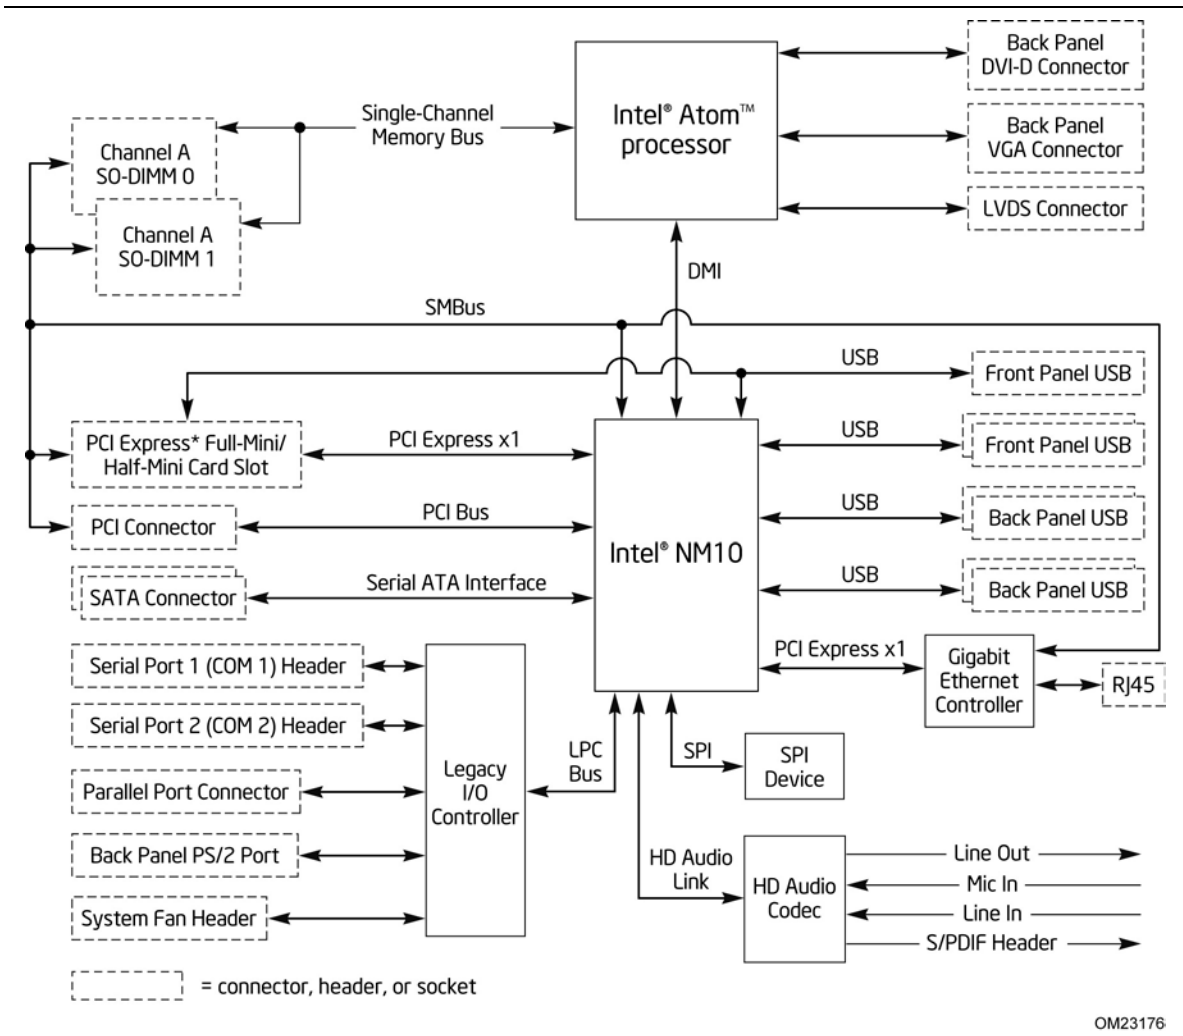 Back Panel
DVI-D Connector
Single-Channel
Memory Bus
Intel® Atom™
processor
Back Panel
VGA Connector
Channel A
SO-DIMM 0
LVDS Connector
Channel A
SO-DIMM 1
DMI
SMBus
USB
Front Panel USB
PCI Express* Full-Mini/
Half-Mini Card Slot
PCI Express x1
USB
Front Panel USB
PCI Connector
PCI Bus
Intel® NM10
USB
Back Panel USB
SATA Connector
Serial ATA Interface
USB
Back Panel USB
Serial Port 1 (COM 1) Header
PCI Express x1
Gigabit
Ethernet
Controller
RJ45
Serial Port 2 (COM 2) Header
LPC
Bus
SPI
SPI
Device
Legacy
I/O
Controller
Parallel Port Connector
Back Panel PS/2 Port
HD Audio
Link
HD Audio
Codec
Line Out
Mic In
Line In
S/PDIF Header
System Fan Header
= connector, header, or socket
OM23176